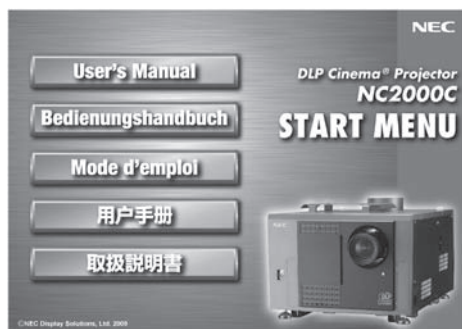 NEC
User's Manual
DLP Cinema® Projector
NC2000C
START MENU
Bedienungshandbuch
Mode d'emploi
用户手册
取扱説明書
©NEC Display Solutions, Ltd. 2009